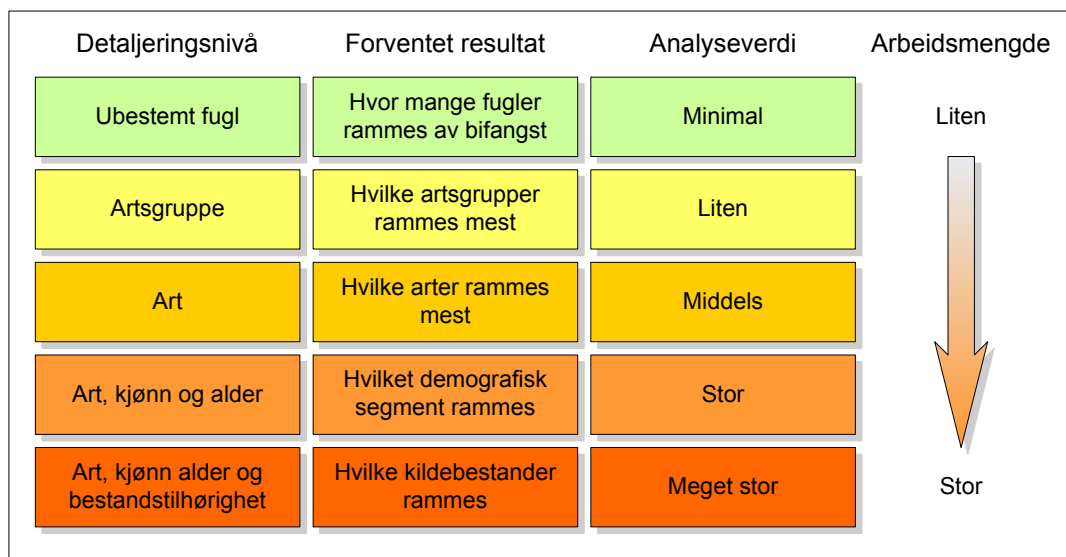 Detaljeringsnivå
Forventet resultat
Analyseverdi
Arbeidsmengde
Ubestemt fugl
Hvor mange fugler
rammes av bifangst
Minimal
Liten
Artsgruppe
Hvilke artsgrupper
rammes mest
Liten
Art
Hvilke arter rammes
mest
Middels
Art, kjønn og alder
Hvilket demografisk
segment rammes
Stor
Art, kjønn alder og
bestandstilhørighet
Hvilke kildebestander
rammes
Meget stor
Stor